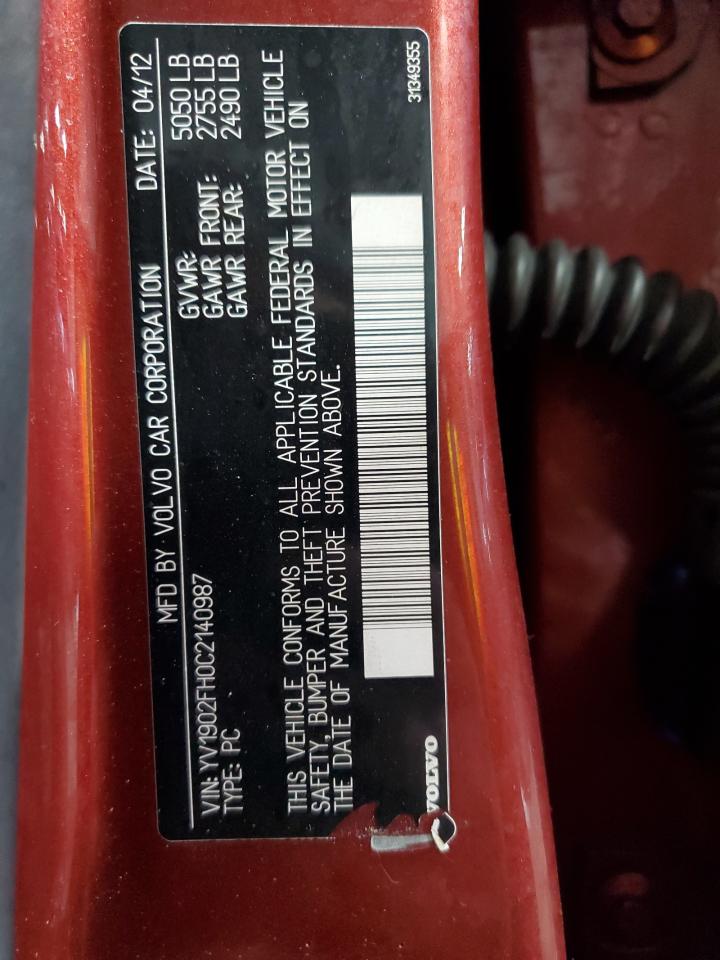 MFD BY VOLVO CAR CORPORATION DATE: 04/12
GVWR: 5050 LB
GAWR FRONT: 2755 LB
GAWR REAR: 2490 LB
VIN: YV1902FH0C2140987
TYPE: PC
THIS VEHICLE CONFORMS TO ALL APPLICABLE FEDERAL MOTOR VEHICLE
SAFETY, BUMPER AND THEFT PREVENTION STANDARDS IN EFFECT ON
THE DATE OF MANUFACTURE SHOWN ABOVE.
VOLVO
31349355